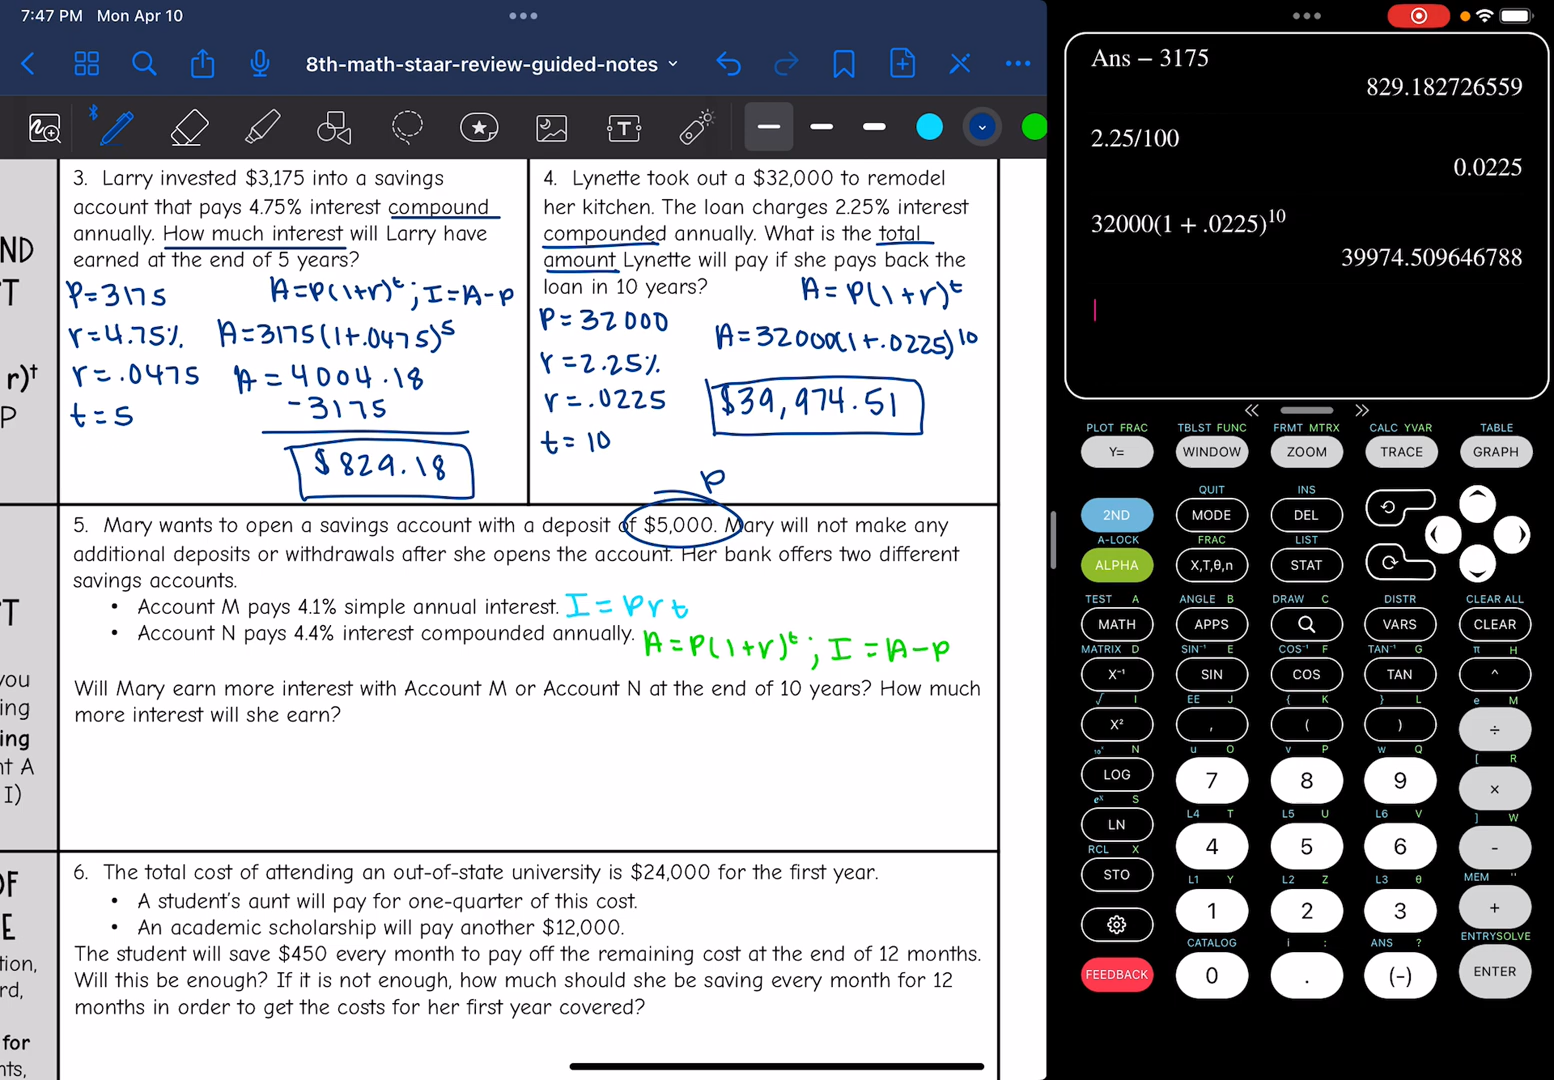 7:47 PM Mon Apr 10
8th-math-staar-review-guided-notes
ND
T
r)ᵗ
P
T
you
ing
ing
nt A
I)
OF
E
tion,
rd,
for
nts,
3. Larry invested $3,175 into a savings
account that pays 4.75% interest compound
annually. How much interest will Larry have
earned at the end of 5 years?
P=3175
A=P(1+r)ᵗ; I=A-P
r=4.75%
A=3175(1+.0475)⁵
r=.0475
A=4004.18
-3175
t=5
$829.18
4. Lynette took out a $32,000 to remodel
her kitchen. The loan charges 2.25% interest
compounded annually. What is the total
amount Lynette will pay if she pays back the
loan in 10 years?
A=P(1+r)ᵗ
P=32000
A=32000(1+.0225)¹⁰
r=2.25%
r=.0225
$39,974.51
t=10
P
5. Mary wants to open a savings account with a deposit of $5,000. Mary will not make any
additional deposits or withdrawals after she opens the account. Her bank offers two different
savings accounts.
• Account M pays 4.1% simple annual interest. I=Prt
• Account N pays 4.4% interest compounded annually. A=P(1+r)ᵗ; I=A-P
Will Mary earn more interest with Account M or Account N at the end of 10 years? How much
more interest will she earn?
6. The total cost of attending an out-of-state university is $24,000 for the first year.
• A student's aunt will pay for one-quarter of this cost.
• An academic scholarship will pay another $12,000.
The student will save $450 every month to pay off the remaining cost at the end of 12 months.
Will this be enough? If it is not enough, how much should she be saving every month for 12
months in order to get the costs for her first year covered?
Ans − 3175
829.182726559
2.25/100
0.0225
32000(1 + .0225)¹⁰
39974.509646788
PLOT FRAC TBLST FUNC FRMT MTRX CALC YVAR TABLE
Y= WINDOW ZOOM TRACE GRAPH
QUIT INS
2ND MODE DEL
A-LOCK FRAC LIST
ALPHA X,T,θ,n STAT
TEST A ANGLE B DRAW C DISTR CLEAR ALL
MATH APPS VARS CLEAR
MATRIX D SIN⁻¹ E COS⁻¹ F TAN⁻¹ G π H
X⁻¹ SIN COS TAN ^
√ I EE J { K } L e M
X² , ( ) ÷
10ˣ N u O v P w Q [ R
LOG 7 8 9 ×
eˣ S L4 T L5 U L6 V ] W
LN 4 5 6 -
RCL X L1 Y L2 Z L3 θ MEM "
STO 1 2 3 +
CATALOG i : ANS ? ENTRYSOLVE
FEEDBACK 0 . (-) ENTER